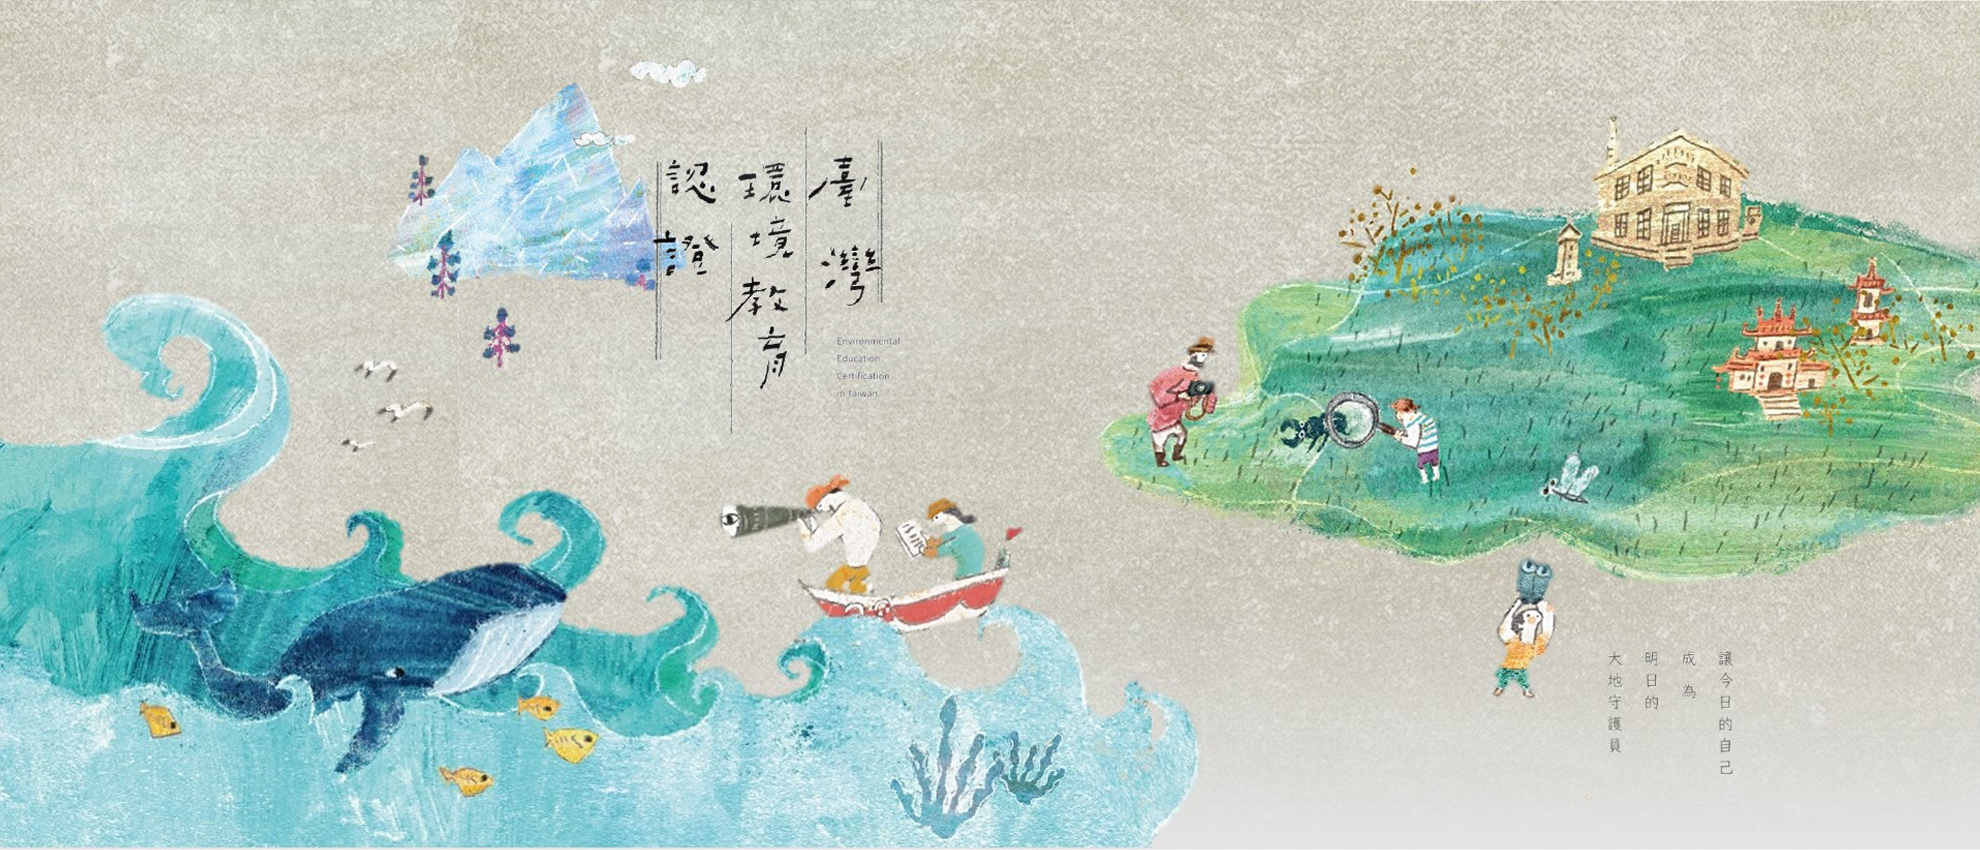 臺灣
環境教育
認證
Environmental
Education
Certification
in Taiwan
讓今日的自己
成為
明日的
大地守護員